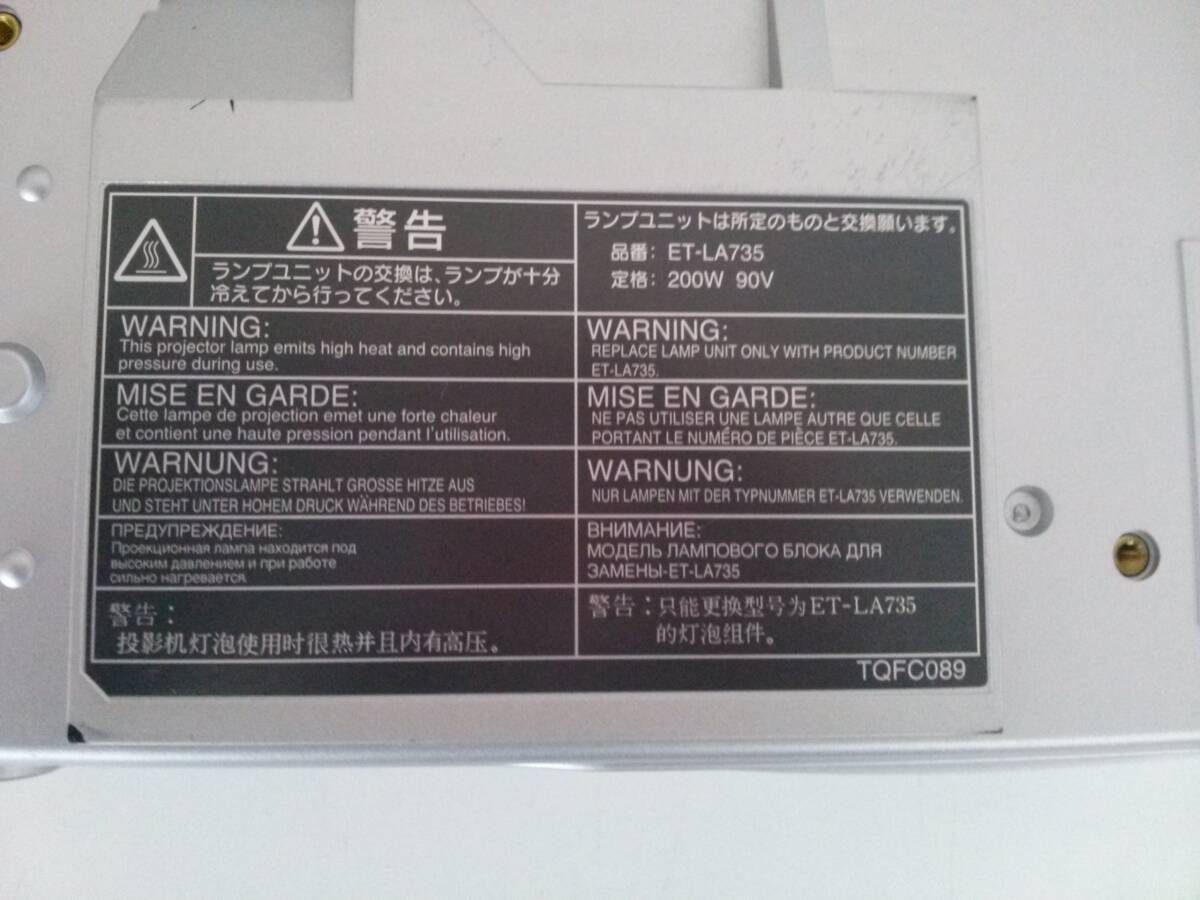 警告
ランプユニットの交換は、ランプが十分
冷えてから行ってください。
ランプユニットは所定のものと交換願います。
品番: ET-LA735
定格: 200W 90V
WARNING:
This projector lamp emits high heat and contains high
pressure during use.
WARNING:
REPLACE LAMP UNIT ONLY WITH PRODUCT NUMBER
ET-LA735.
MISE EN GARDE:
Cette lampe de projection emet une forte chaleur
et contient une haute pression pendant l'utilisation.
MISE EN GARDE:
NE PAS UTILISER UNE LAMPE AUTRE QUE CELLE
PORTANT LE NUMÉRO DE PIÈCE ET-LA735.
WARNUNG:
DIE PROJEKTIONSLAMPE STRAHLT GROSSE HITZE AUS
UND STEHT UNTER HOHEM DRUCK WÄHREND DES BETRIEBES!
WARNUNG:
NUR LAMPEN MIT DER TYPNUMMER ET-LA735 VERWENDEN.
ПРЕДУПРЕЖДЕНИЕ:
Проекционная лампа находится под
высоким давлением и при работе
сильно нагревается.
ВНИМАНИЕ:
МОДЕЛЬ ЛАМПОВОГО БЛОКА ДЛЯ
ЗАМЕНЫ-ET-LA735
警告:
投影机灯泡使用时很热并且内有高压。
警告:只能更换型号为ET-LA735
的灯泡组件。
TQFC089